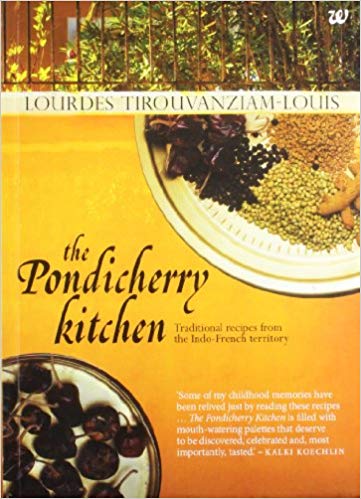 w
LOURDES TIROUVANZIAM-LOUIS
the
Pondicherry
kitchen
Traditional recipes from
the Indo-French territory
'Some of my childhood memories have
been reived just by reading these recipes
... The Pondicherry Kitchen is filled with
mouth-watering palettes that deserve
to be discovered, celebrated and, most
importantly, tasted.' – KALKI KOECHLIN